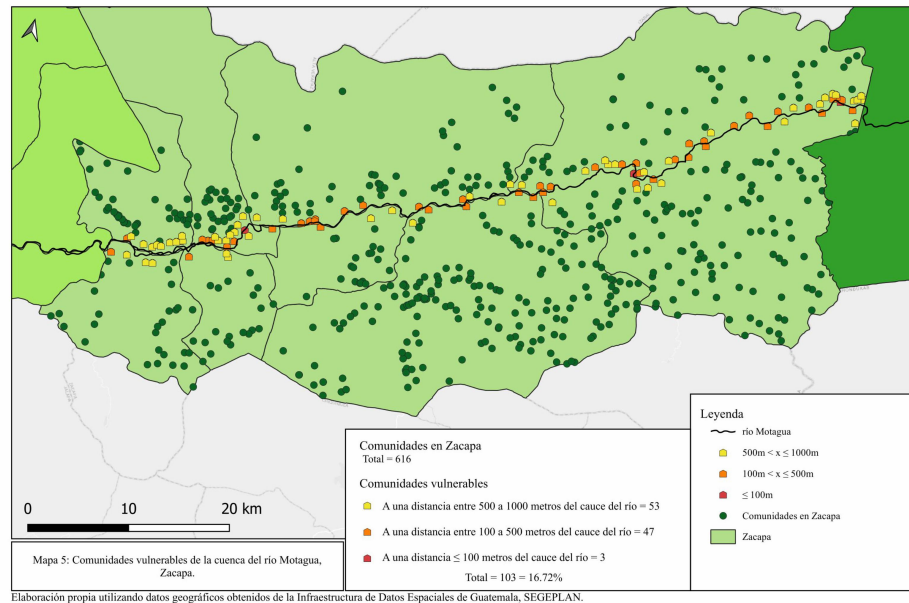 Comunidades en Zacapa
Total = 616
Comunidades vulnerables
A una distancia entre 500 a 1000 metros del cauce del río = 53
A una distancia entre 100 a 500 metros del cauce del río = 47
A una distancia ≤ 100 metros del cauce del río = 3
Total = 103 = 16.72%
Leyenda
río Motagua
500m < x ≤ 1000m
100m < x ≤ 500m
≤ 100m
Comunidades en Zacapa
Zacapa
0 10 20 km
Mapa 5: Comunidades vulnerables de la cuenca del río Motagua,
Zacapa.
Elaboración propia utilizando datos geográficos obtenidos de la Infraestructura de Datos Espaciales de Guatemala, SEGEPLAN.